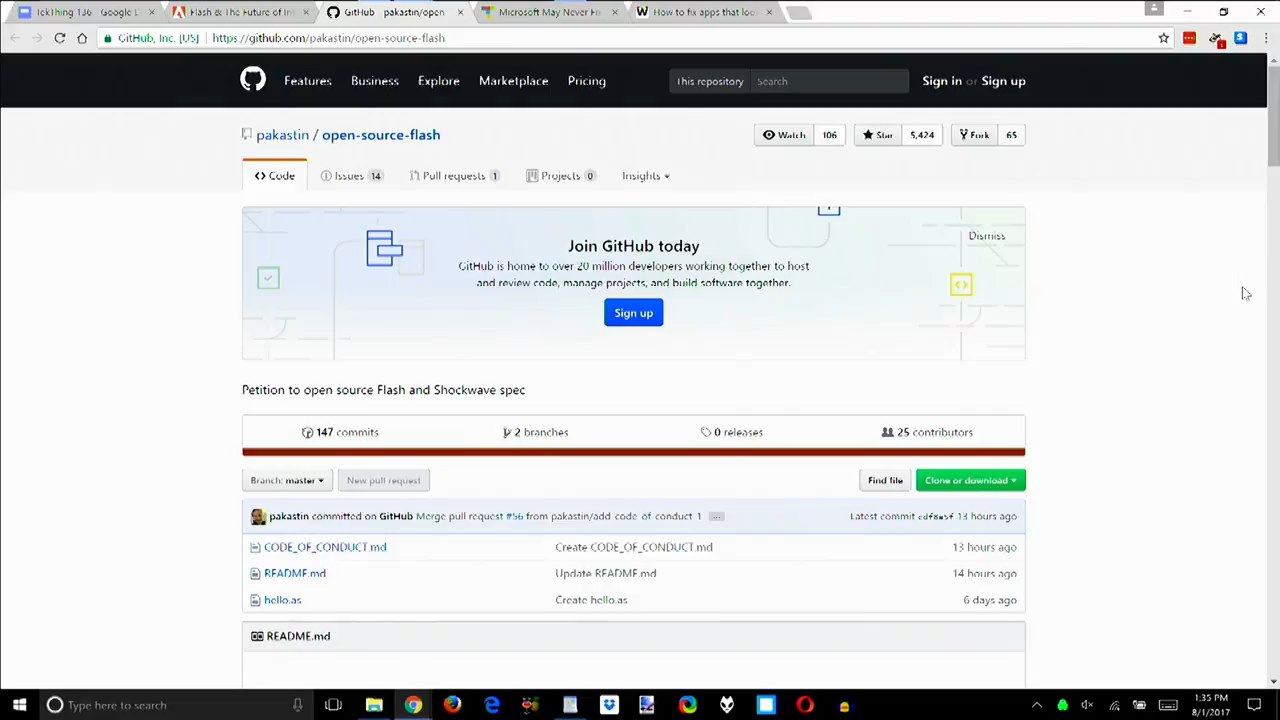 TekThing 136 - Google D
Flash & The Future of In
GitHub - pakastin/open
Microsoft May Never Fix
How to fix apps that loo
GitHub, Inc. [US]
https://github.com/pakastin/open-source-flash
Features
Business
Explore
Marketplace
Pricing
This repository
Search
Sign in or Sign up
pakastin / open-source-flash
Watch 106
Star 5,424
Fork 65
Code
Issues 14
Pull requests 1
Projects 0
Insights
Join GitHub today
Dismiss
GitHub is home to over 20 million developers working together to host
and review code, manage projects, and build software together.
Sign up
Petition to open source Flash and Shockwave spec
147 commits
2 branches
0 releases
25 contributors
Branch: master
New pull request
Find file
Clone or download
pakastin committed on GitHub Merge pull request #56 from pakastin/add-code-of-conduct-1 ...
Latest commit cdf8a5f 13 hours ago
CODE_OF_CONDUCT.md
Create CODE_OF_CONDUCT.md
13 hours ago
README.md
Update README.md
14 hours ago
hello.as
Create hello.as
6 days ago
README.md
Type here to search
1:35 PM
8/1/2017